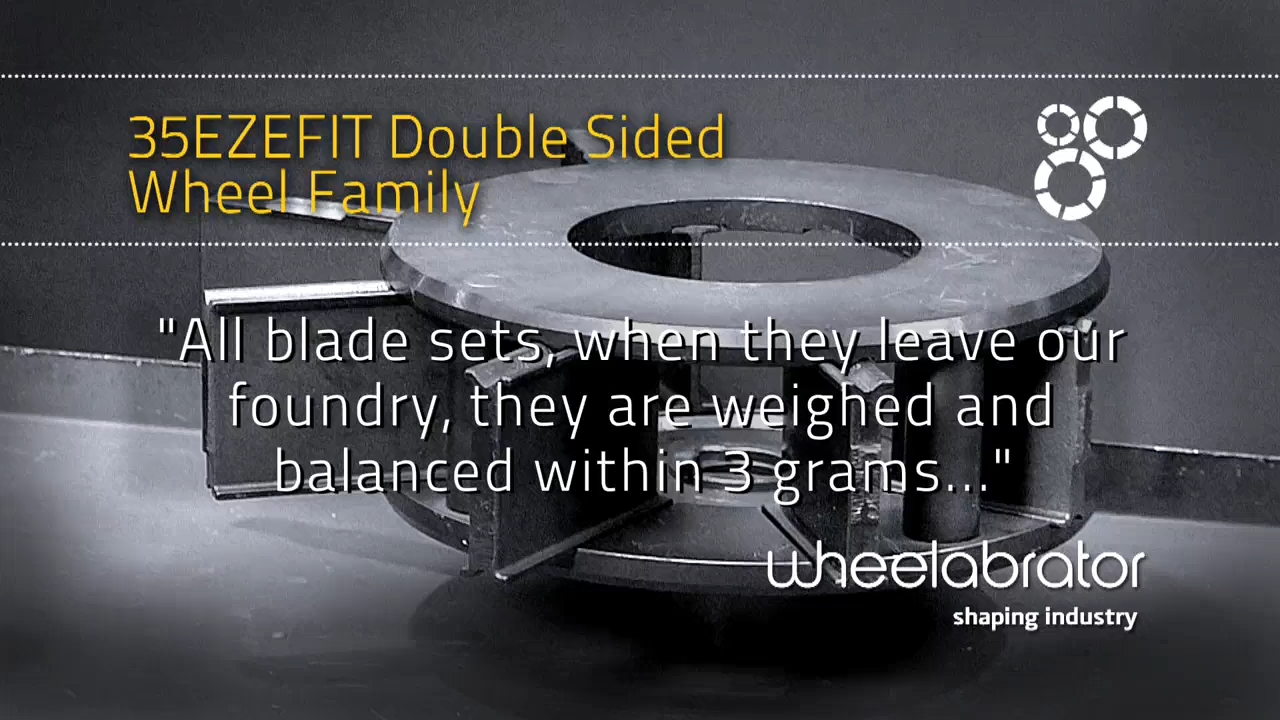 35EZEFIT Double Sided
Wheel Family
"All blade sets, when they leave our
foundry, they are weighed and
balanced within 3 grams..."
wheelabrator
shaping industry